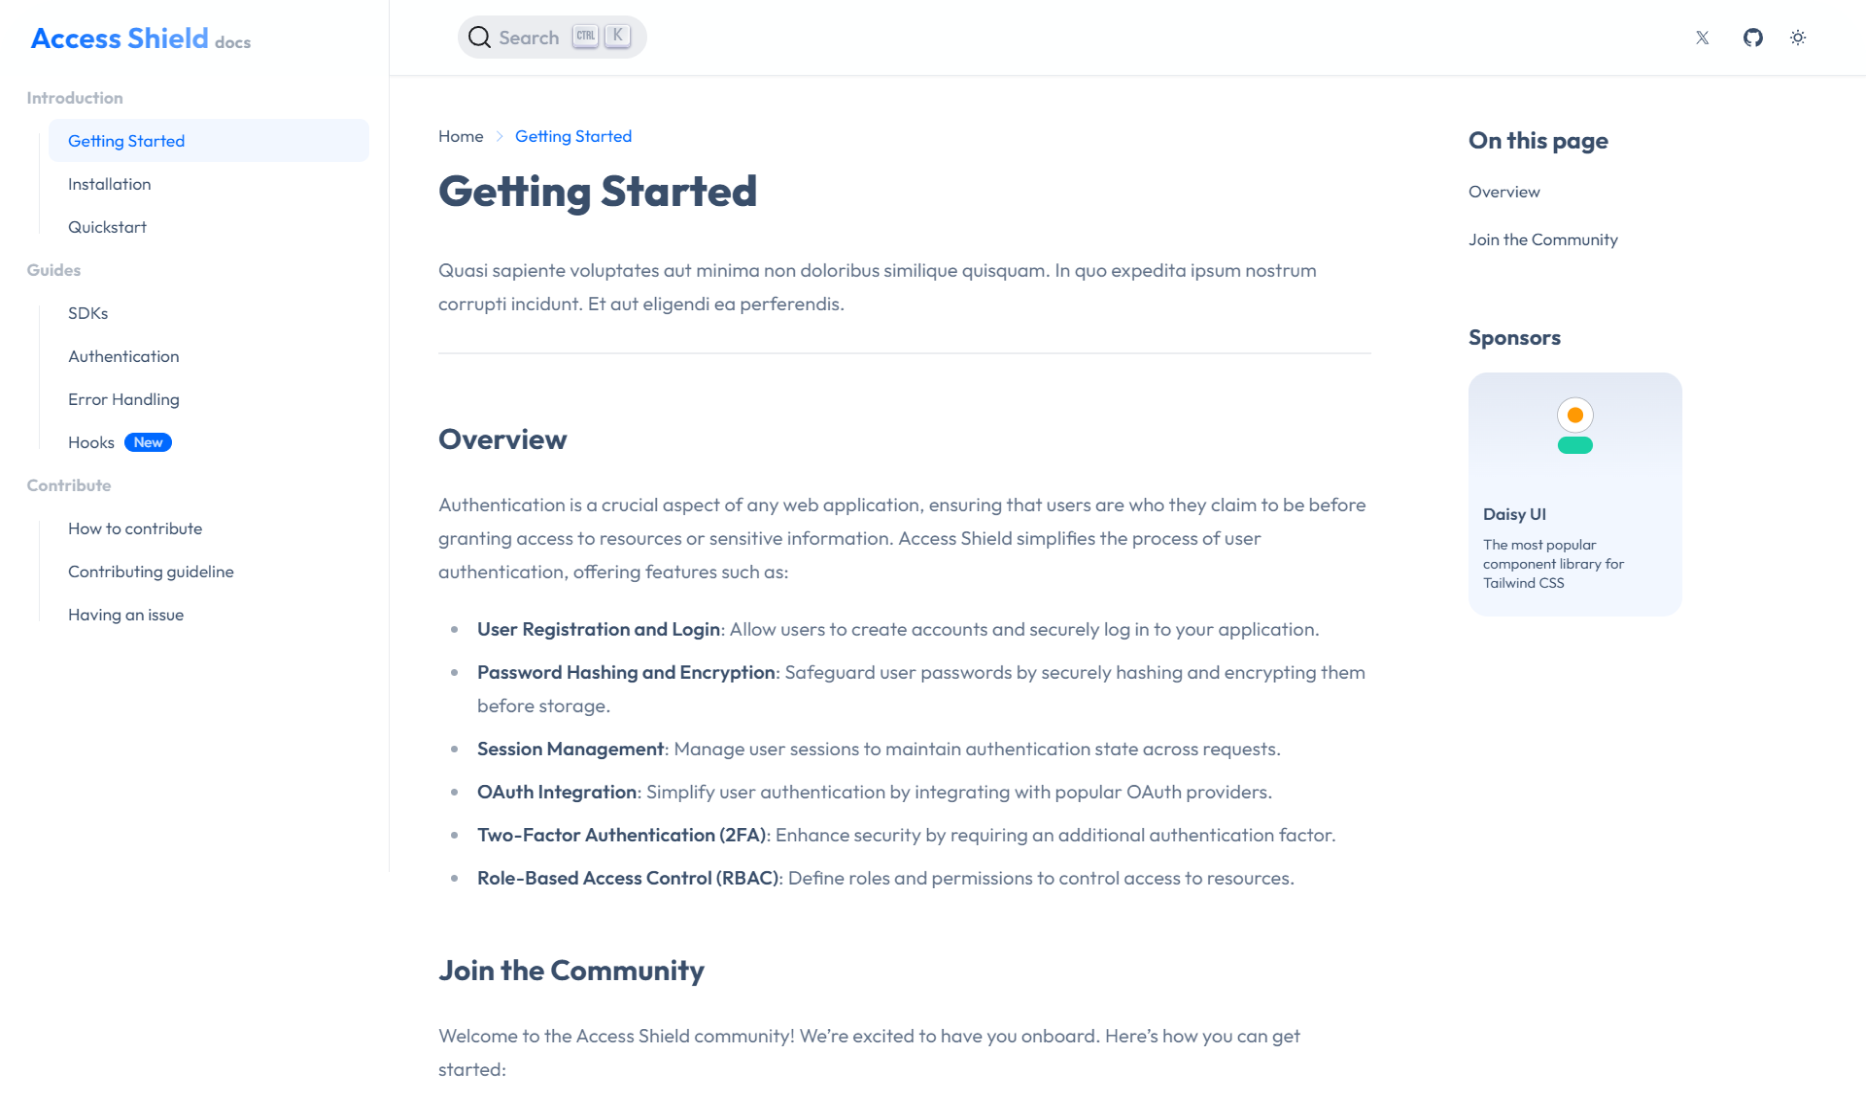 Access Shield docs
Search CTRL K
𝕏
Introduction
Getting Started
Installation
Quickstart
Guides
SDKs
Authentication
Error Handling
Hooks New
Contribute
How to contribute
Contributing guideline
Having an issue
Home > Getting Started
Getting Started
Quasi sapiente voluptates aut minima non doloribus similique quisquam. In quo expedita ipsum nostrum
corrupti incidunt. Et aut eligendi ea perferendis.
Overview
Authentication is a crucial aspect of any web application, ensuring that users are who they claim to be before
granting access to resources or sensitive information. Access Shield simplifies the process of user
authentication, offering features such as:
• User Registration and Login: Allow users to create accounts and securely log in to your application.
• Password Hashing and Encryption: Safeguard user passwords by securely hashing and encrypting them
before storage.
• Session Management: Manage user sessions to maintain authentication state across requests.
• OAuth Integration: Simplify user authentication by integrating with popular OAuth providers.
• Two-Factor Authentication (2FA): Enhance security by requiring an additional authentication factor.
• Role-Based Access Control (RBAC): Define roles and permissions to control access to resources.
Join the Community
Welcome to the Access Shield community! We’re excited to have you onboard. Here’s how you can get
started:
On this page
Overview
Join the Community
Sponsors
Daisy UI
The most popular
component library for
Tailwind CSS